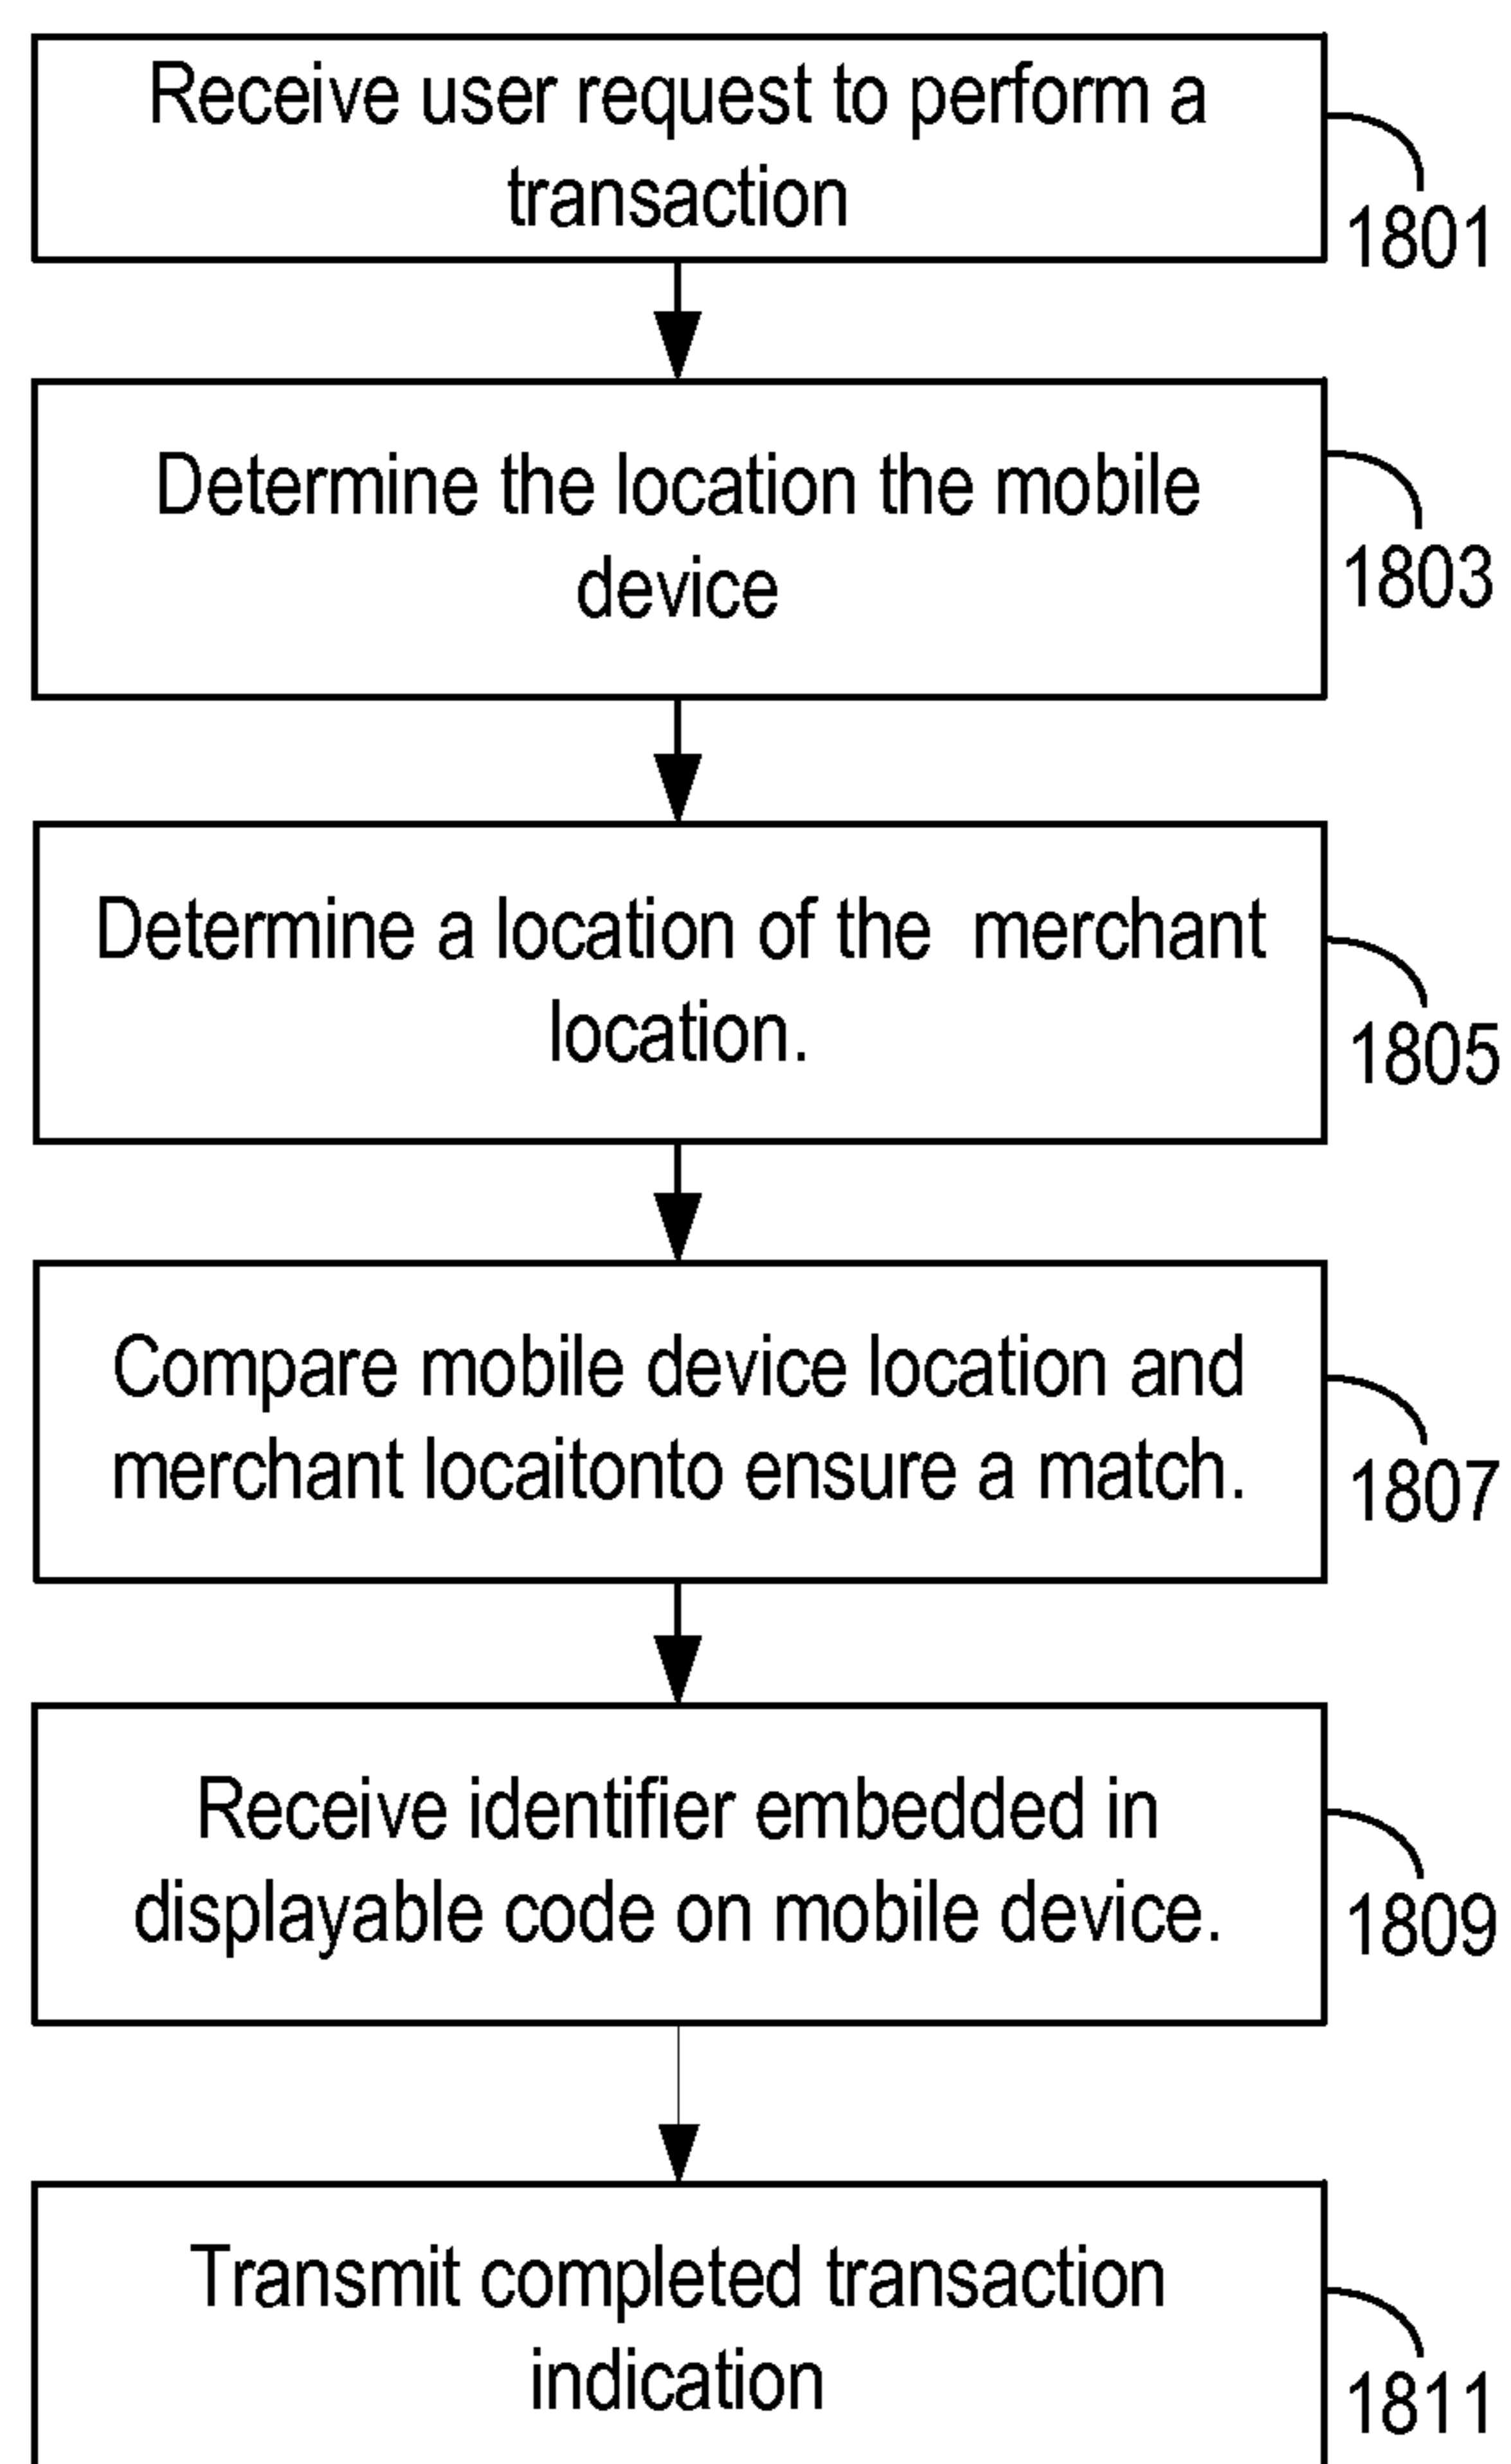 Receive user request to perform a
transaction
1801
Determine the location the mobile
device
1803
Determine a location of the  merchant
location.
1805
Compare mobile device location and
merchant locaitonto ensure a match.
1807
Receive identifier embedded in
displayable code on mobile device.
1809
Transmit completed transaction
indication
1811